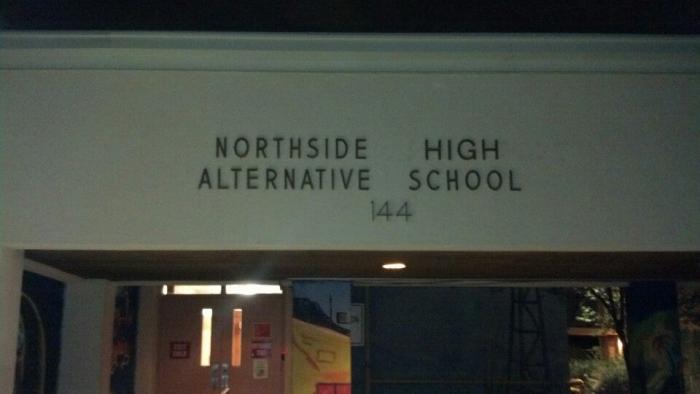 NORTHSIDE HIGH
ALTERNATIVE SCHOOL
144